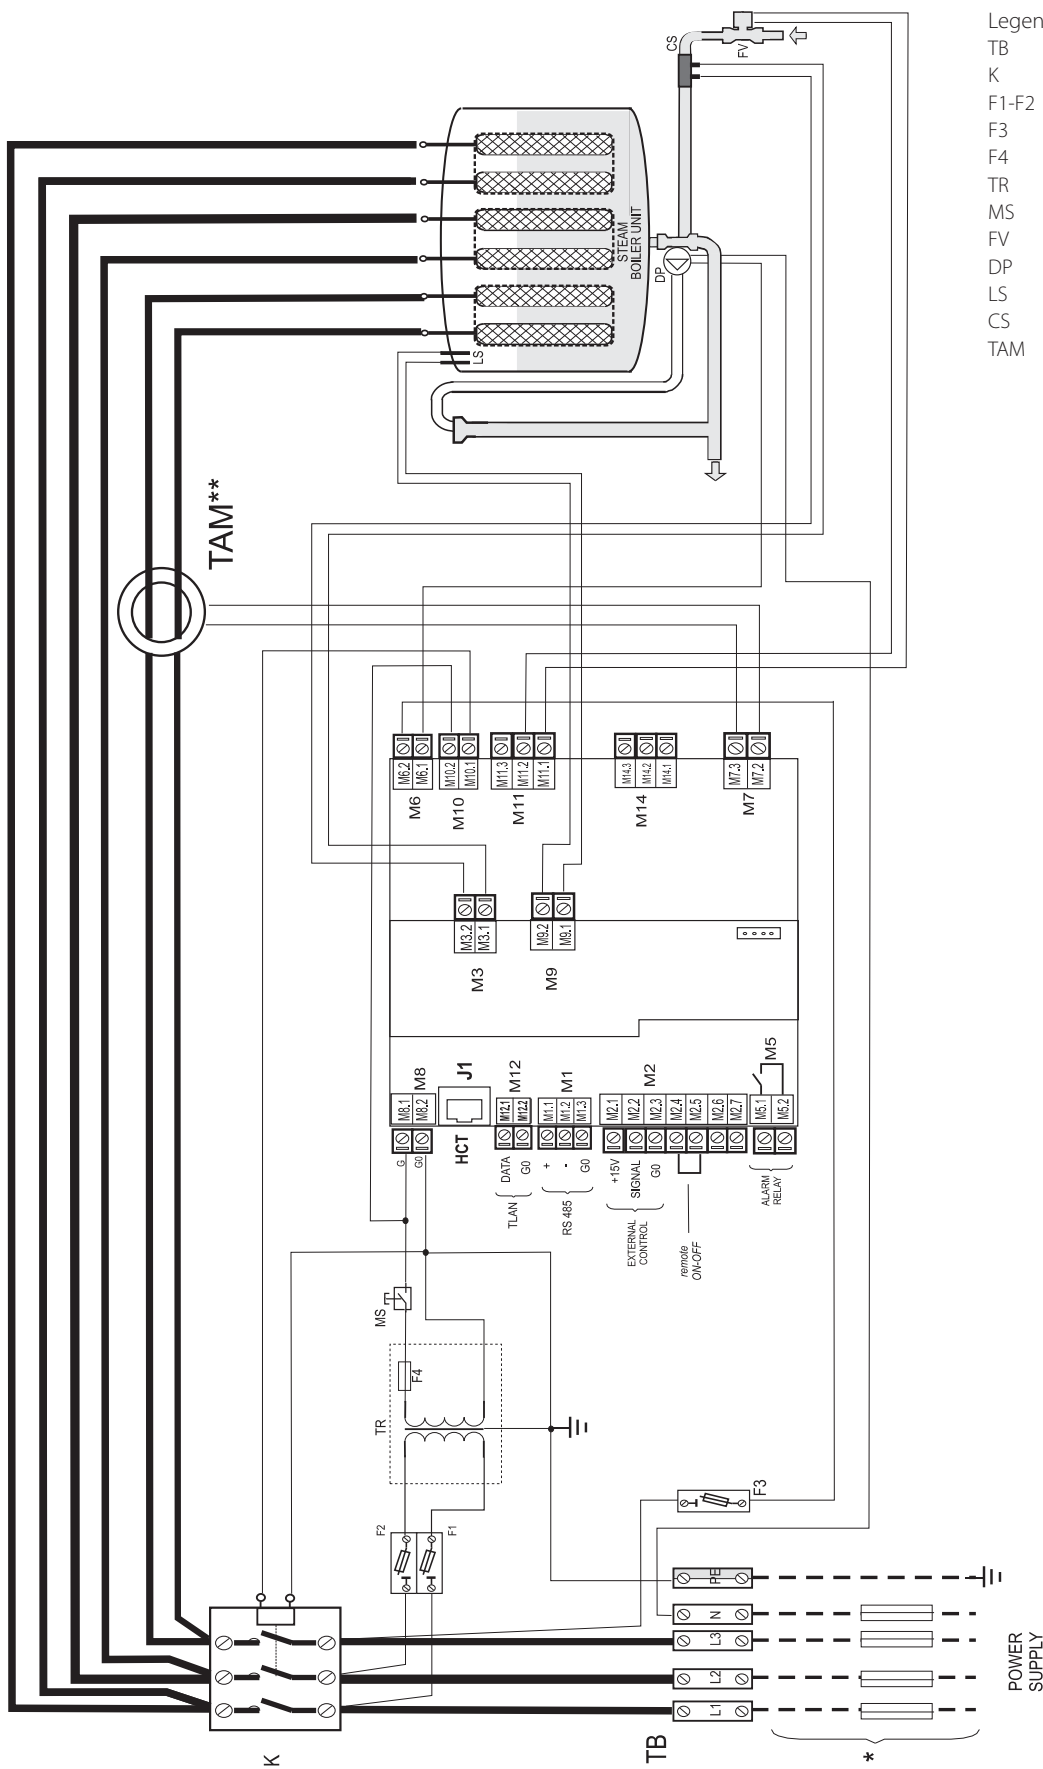 Legen
TB
K
F1-F2
F3
F4
TR
MS
FV
DP
LS
CS
TAM
CS
FV
STEAM
BOILER UNIT
DP
LS
TAM**
M6.2
M6.1
M6
M10.2
M10.1
M10
M11.3
M11.2
M11.1
M11
M14.3
M14.2
M14.1
M14
M7.3
M7.2
M7
M3.2
M3.1
M3
M9.2
M9.1
M9
M8.1
M8.2
M8
G
G0
J1
HCT
M12.1
M12.2
M12
DATA
G0
TLAN
M1.1
M1.2
M1.3
M1
+
-
G0
RS 485
M2.1
M2.2
M2.3
M2.4
M2.5
M2.6
M2.7
M2
+15V
SIGNAL
G0
EXTERNAL
CONTROL
remote
ON-OFF
M5.1
M5.2
M5
ALARM
RELAY
MS
F4
TR
F2
F1
F3
K
TB
PE
N
L3
L2
L1
POWER
SUPPLY
*